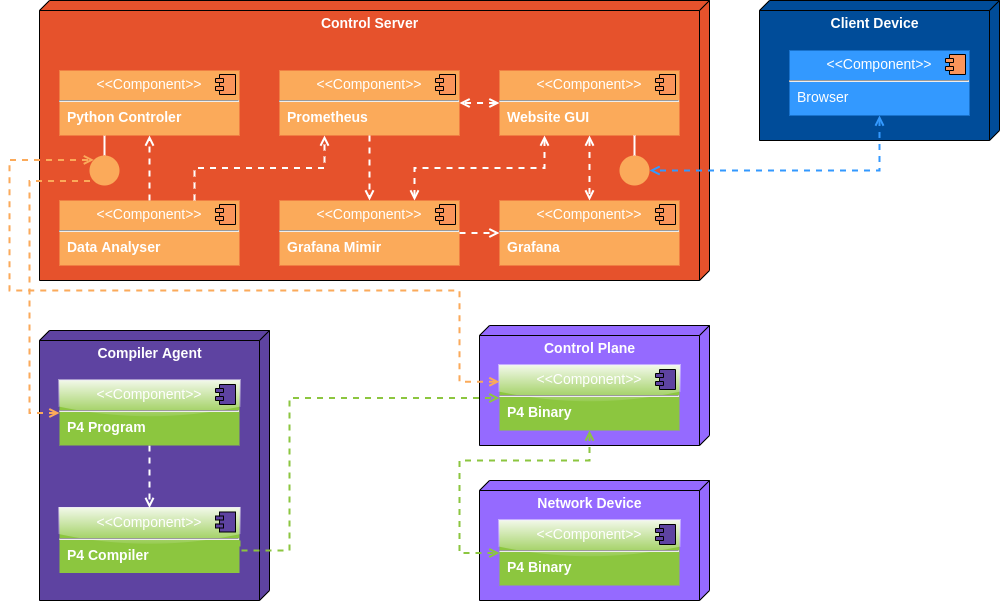 Control Server
<<Component>>
Python Controler
<<Component>>
Prometheus
<<Component>>
Website GUI
<<Component>>
Data Analyser
<<Component>>
Grafana Mimir
<<Component>>
Grafana
Client Device
<<Component>>
Browser
Compiler Agent
<<Component>>
P4 Program
<<Component>>
P4 Compiler
Control Plane
<<Component>>
P4 Binary
Network Device
<<Component>>
P4 Binary